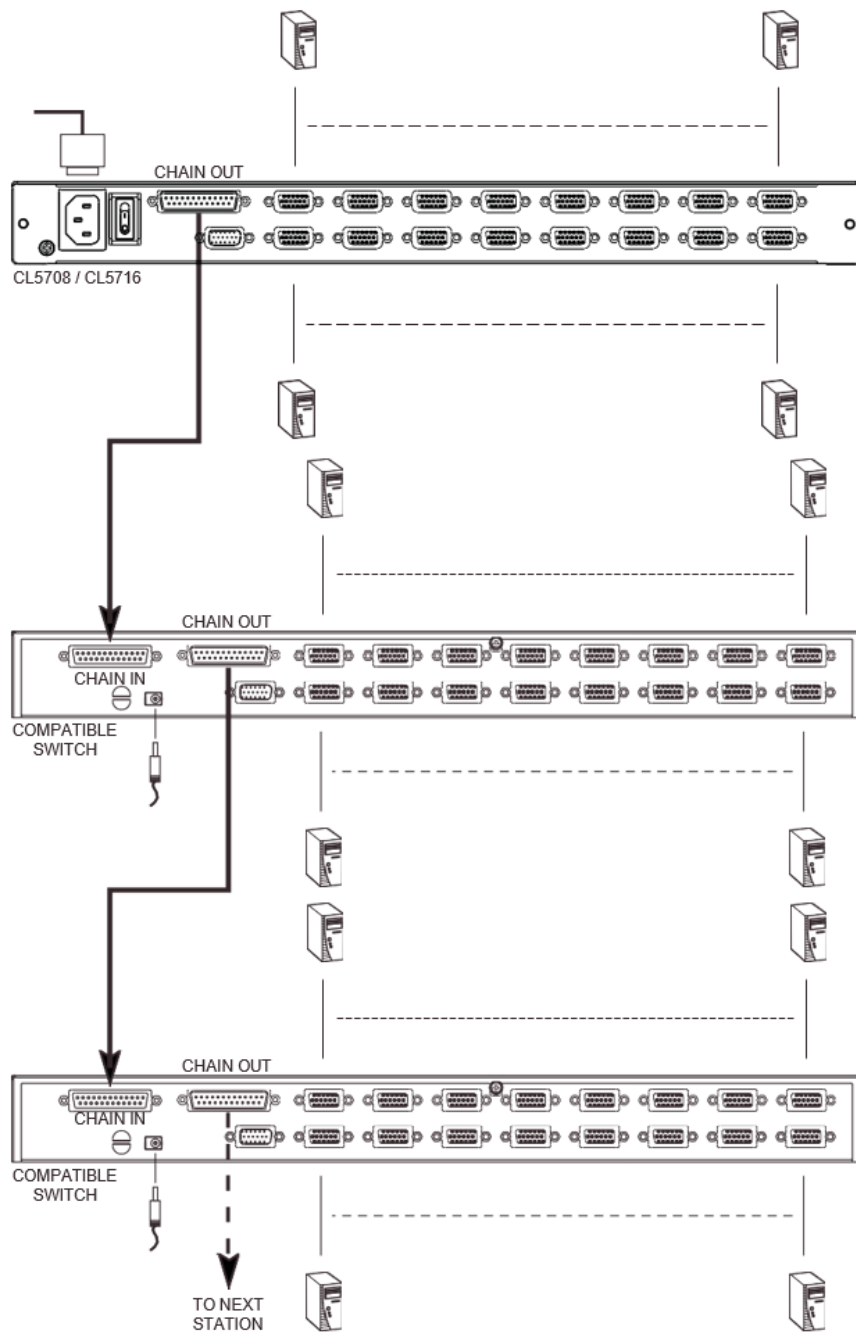 CHAIN OUT
CL5708 / CL5716
CHAIN OUT
CHAIN IN
COMPATIBLE
SWITCH
CHAIN OUT
CHAIN IN
COMPATIBLE
SWITCH
TO NEXT
STATION